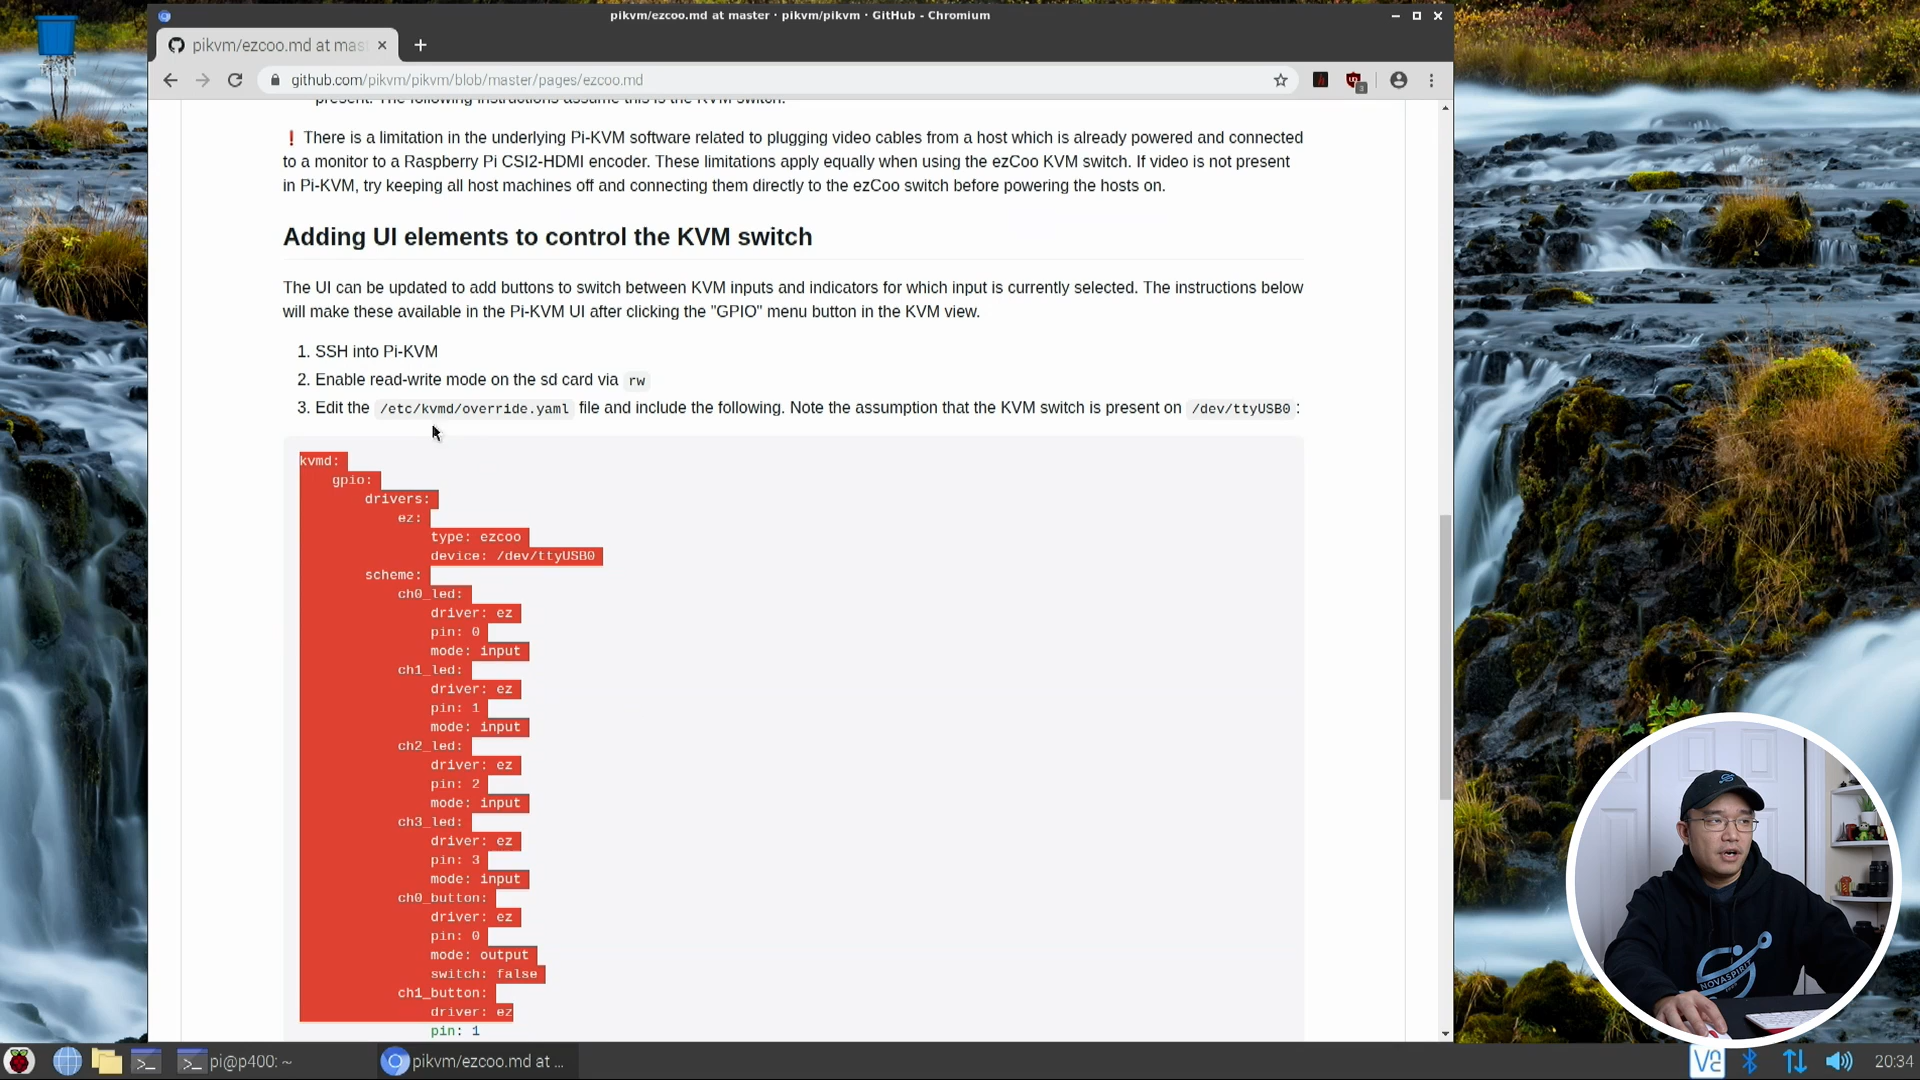 pikvm/ezcoo.md at master · pikvm/pikvm · GitHub - Chromium
pikvm/ezcoo.md at mas
github.com/pikvm/pikvm/blob/master/pages/ezcoo.md
3
present. The following instructions assume this is the KVM switch.
❗ There is a limitation in the underlying Pi-KVM software related to plugging video cables from a host which is already powered and connected
to a monitor to a Raspberry Pi CSI2-HDMI encoder. These limitations apply equally when using the ezCoo KVM switch. If video is not present
in Pi-KVM, try keeping all host machines off and connecting them directly to the ezCoo switch before powering the hosts on.
Adding UI elements to control the KVM switch
The UI can be updated to add buttons to switch between KVM inputs and indicators for which input is currently selected. The instructions below
will make these available in the Pi-KVM UI after clicking the "GPIO" menu button in the KVM view.
1. SSH into Pi-KVM
2. Enable read-write mode on the sd card via rw
3. Edit the /etc/kvmd/override.yaml file and include the following. Note the assumption that the KVM switch is present on /dev/ttyUSB0 :
kvmd:
gpio:
drivers:
ez:
type: ezcoo
device: /dev/ttyUSB0
scheme:
ch0_led:
driver: ez
pin: 0
mode: input
ch1_led:
driver: ez
pin: 1
mode: input
ch2_led:
driver: ez
pin: 2
mode: input
ch3_led:
driver: ez
pin: 3
mode: input
ch0_button:
driver: ez
pin: 0
mode: output
switch: false
ch1_button:
driver: ez
pin: 1
NOVASPIRIT
pi@p400: ~
pikvm/ezcoo.md at ...
20:34